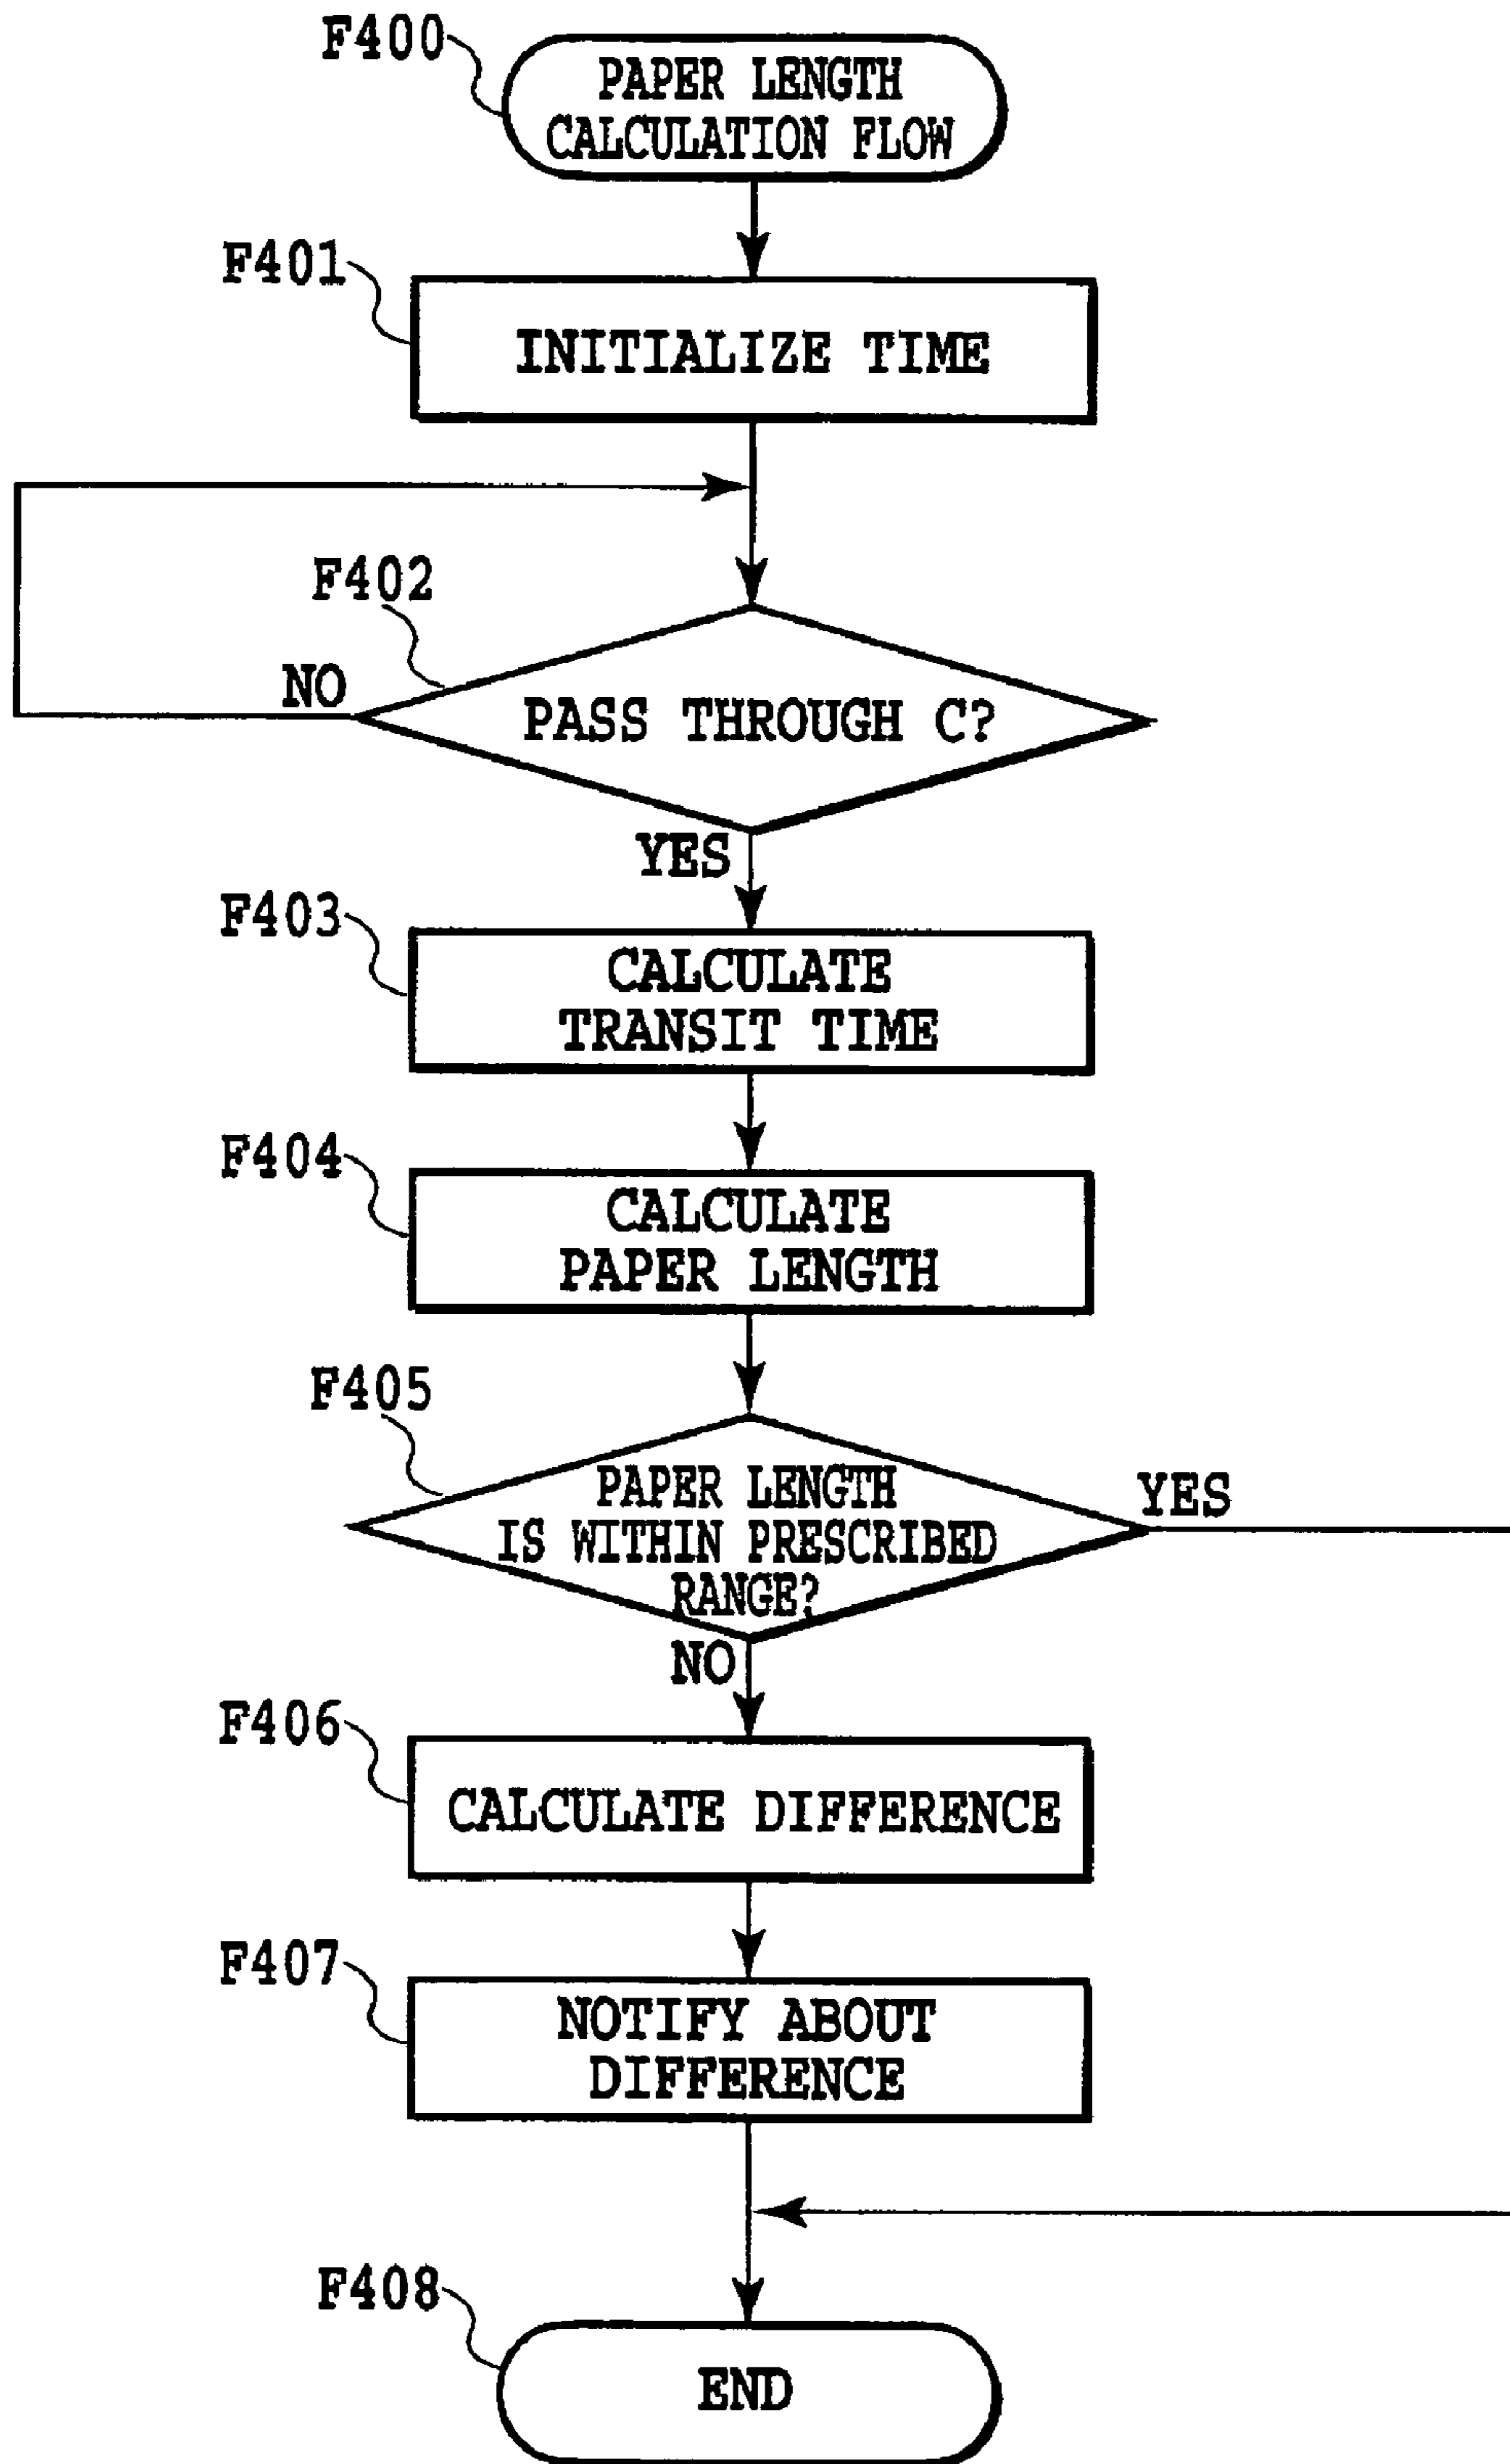 F400
PAPER LENGTH
CALCULATION FLOW
F401
INITIALIZE TIME
F402
NO
PASS THROUGH C?
YES
F403
CALCULATE
TRANSIT TIME
F404
CALCULATE
PAPER LENGTH
F405
PAPER LENGTH
IS WITHIN PRESCRIBED
RANGE?
YES
NO
F406
CALCULATE DIFFERENCE
F407
NOTIFY ABOUT
DIFFERENCE
F408
END